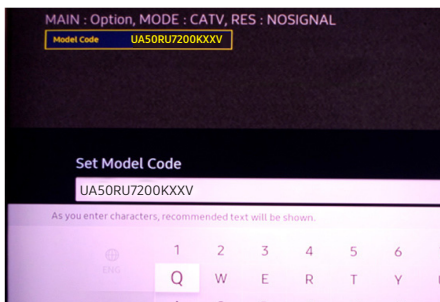 MAIN : Option, MODE : CATV, RES : NOSIGNAL
Model Code UA50RU7200KXXV
Set Model Code
UA50RU7200KXXV
As you enter characters, recommended text will be shown.
1 2 3 4 5 6
ENG Q W E R T Y